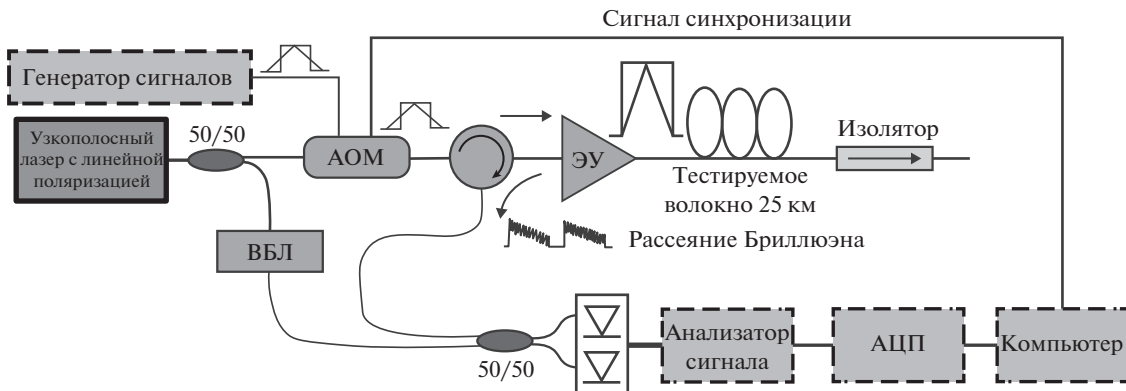 Сигнал синхронизации
Генератор сигналов
Узкополосный
лазер с линейной
поляризацией
50/50
АОМ
ЭУ
Изолятор
Тестируемое
волокно 25 км
Рассеяние Бриллюэна
ВБЛ
50/50
Анализатор
сигнала
АЦП
Компьютер